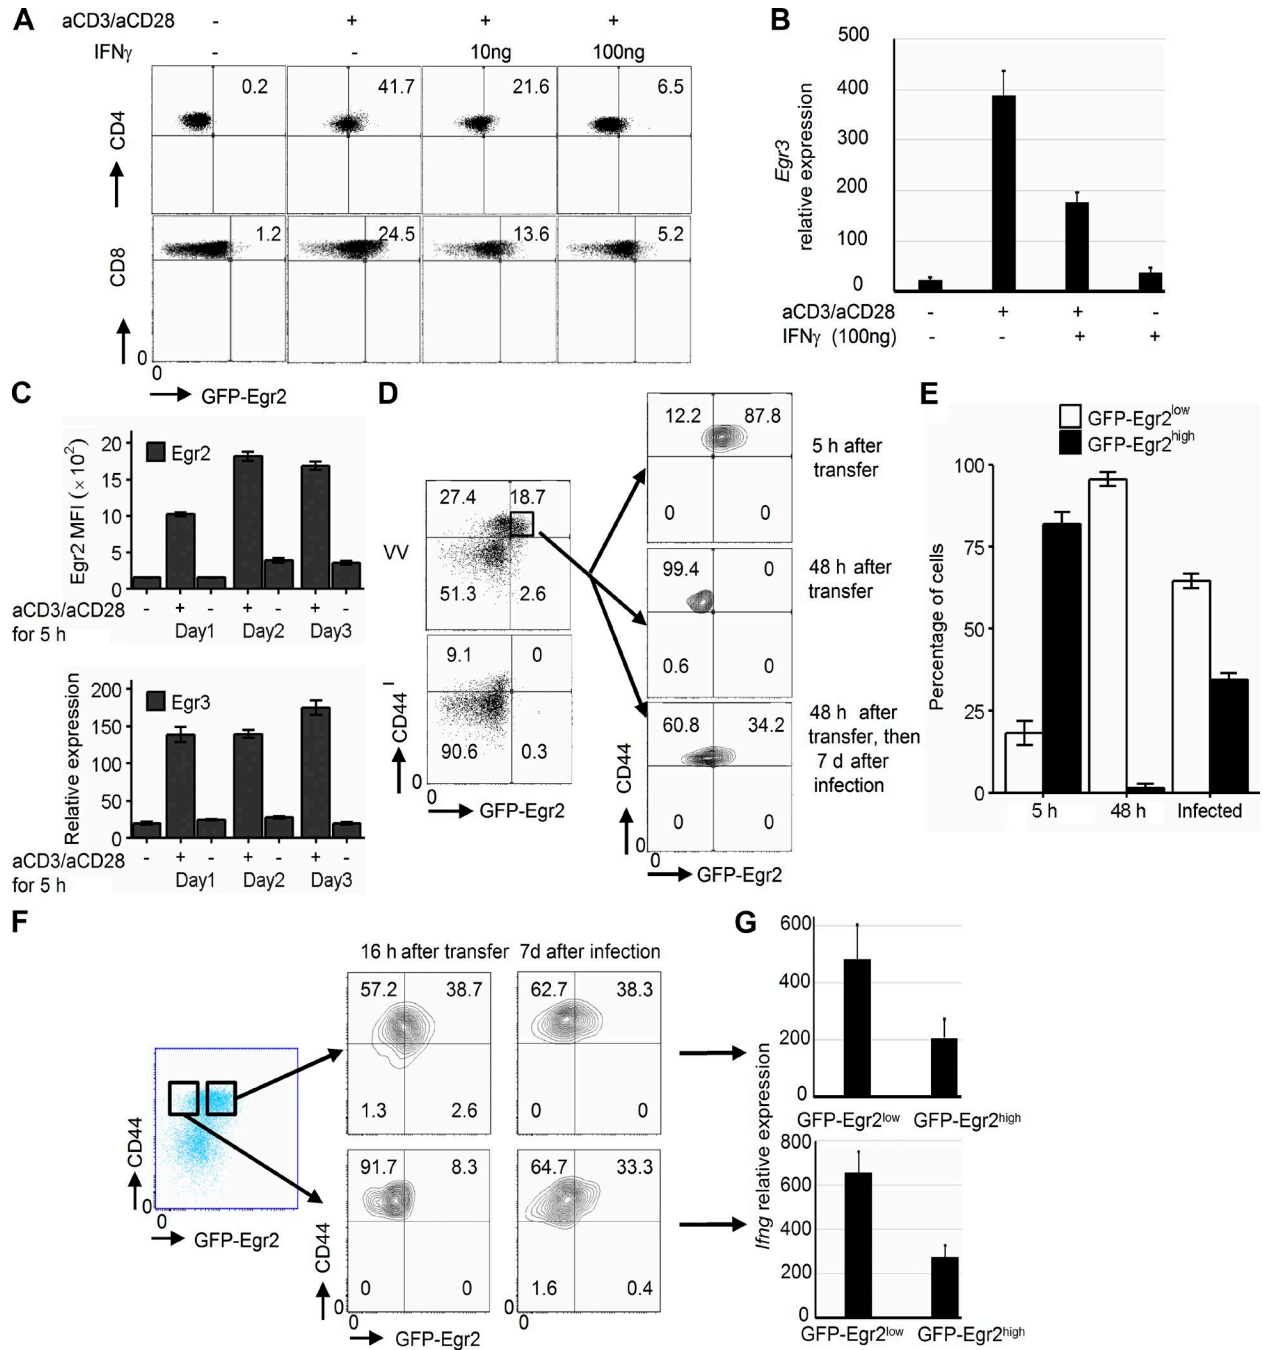 A
aCD3/aCD28 - + + +
IFNγ - - 10ng 100ng
0.2 41.7 21.6 6.5
CD4
1.2 24.5 13.6 5.2
CD8
0
0
GFP-Egr2
B
500
400
300
200
100
0
Egr3
relative expression
aCD3/aCD28 - + + -
IFNγ (100ng) - - + +
C
Egr2
20
15
10
5
0
Egr2 MFI (×10²)
aCD3/aCD28 - + - + - + -
for 5 h Day1 Day2 Day3
Egr3
200
150
100
50
0
Relative expression
aCD3/aCD28 - + - + - + -
for 5 h Day1 Day2 Day3
D
VV
27.4 18.7
51.3 2.6
9.1 0
90.6 0.3
CD44
0
0
GFP-Egr2
12.2 87.8
0 0
5 h after
transfer
99.4 0
0.6 0
48 h after
transfer
60.8 34.2
0 0
48 h after
transfer, then
7 d after
infection
CD44
0
0
GFP-Egr2
E
GFP-Egr2low
GFP-Egr2high
100
75
50
25
0
Percentage of cells
5 h 48 h Infected
F
CD44
0
0
GFP-Egr2
16 h after transfer 7d after infection
57.2 38.7 62.7 38.3
1.3 2.6 0 0
91.7 8.3 64.7 33.3
0 0 1.6 0.4
CD44
0 0
0 0
GFP-Egr2
G
600
400
200
0
GFP-Egr2low GFP-Egr2high
800
600
400
200
0
Ifng relative expression
GFP-Egr2low GFP-Egr2high